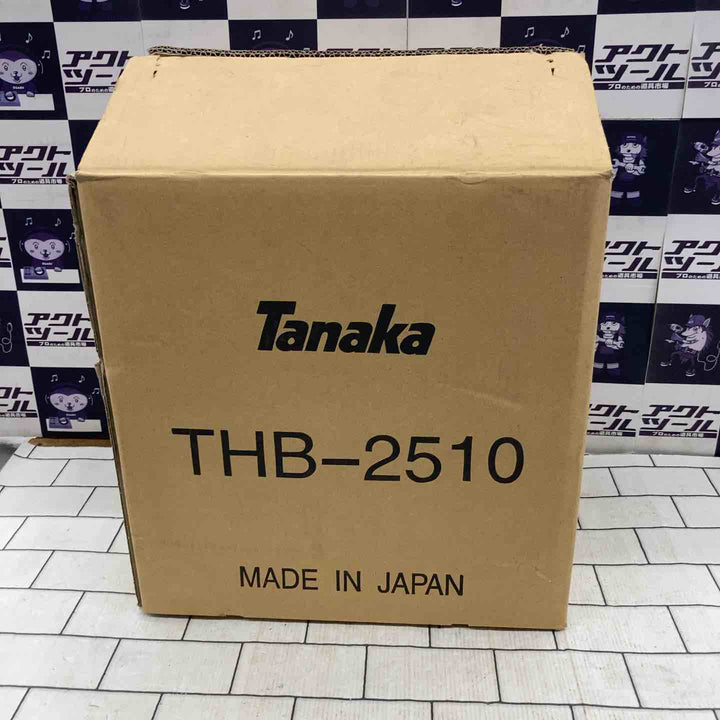 Tanaka
THB-2510
MADE IN JAPAN
アクト
ツール
プロのための道具市場